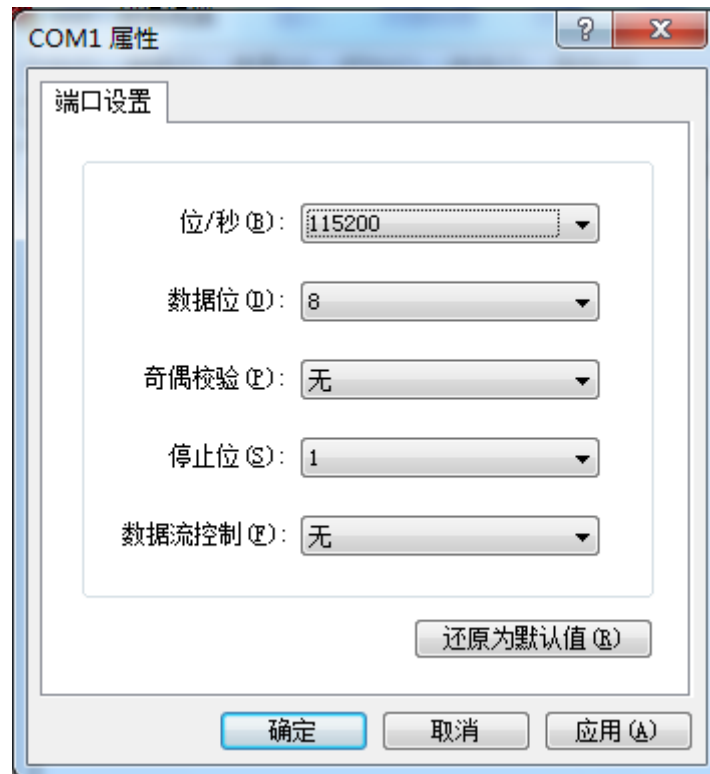 COM1 属性
端口设置
位/秒(B): 115200
数据位(D): 8
奇偶校验(P): 无
停止位(S): 1
数据流控制(F): 无
还原为默认值(R)
确定 取消 应用(A)